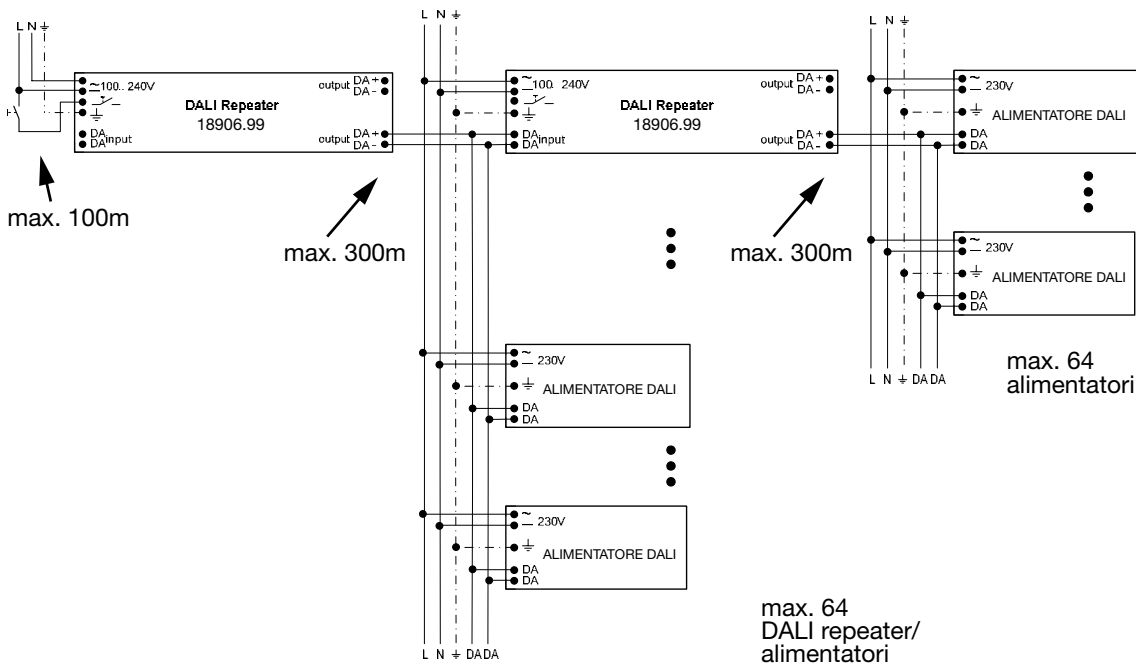 L N ⏚
~ 100.. 240V
⏚
DA
DA input
DALI Repeater
18906.99
output DA +
DA -
output DA +
DA -
max. 100m
max. 300m
L N ⏚
~ 100.. 240V
⏚
DA
DA input
DALI Repeater
18906.99
output DA +
DA -
output DA +
DA -
max. 300m
L N ⏚
~ 230V
⏚ ALIMENTATORE DALI
DA
DA
~ 230V
⏚ ALIMENTATORE DALI
DA
DA
L N ⏚ DA DA
max. 64
alimentatori
~ 230V
⏚ ALIMENTATORE DALI
DA
DA
~ 230V
⏚ ALIMENTATORE DALI
DA
DA
L N ⏚ DA DA
max. 64
DALI repeater/
alimentatori